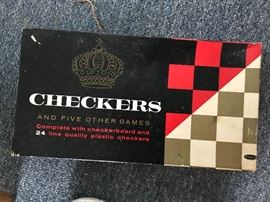 CHECKERS
AND FIVE OTHER GAMES
Complete with checkerboard and
24 fine quality plastic checkers